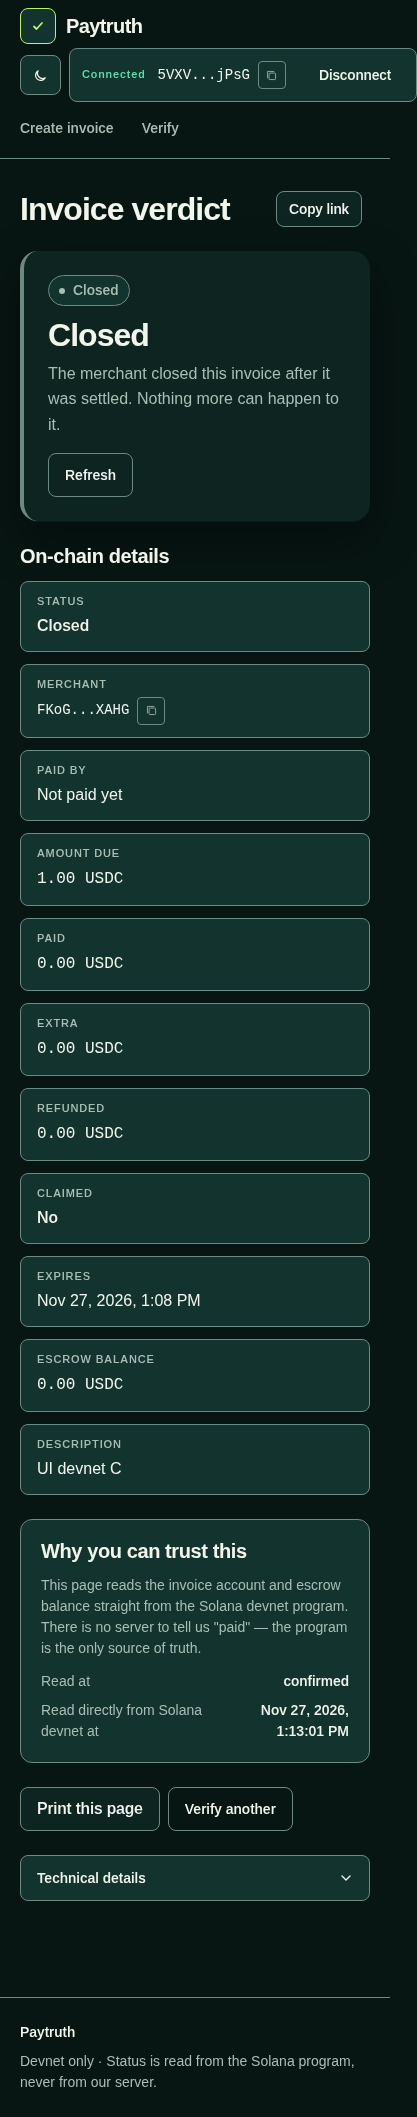 Paytruth
Connected 5VXV...jPsG Disconnect
Create invoice Verify
Invoice verdict Copy link
Closed
Closed
The merchant closed this invoice after it
was settled. Nothing more can happen to
it.
Refresh
On-chain details
STATUS
Closed
MERCHANT
FKoG...XAHG
PAID BY
Not paid yet
AMOUNT DUE
1.00 USDC
PAID
0.00 USDC
EXTRA
0.00 USDC
REFUNDED
0.00 USDC
CLAIMED
No
EXPIRES
Nov 27, 2026, 1:08 PM
ESCROW BALANCE
0.00 USDC
DESCRIPTION
UI devnet C
Why you can trust this
This page reads the invoice account and escrow
balance straight from the Solana devnet program.
There is no server to tell us "paid" — the program
is the only source of truth.
Read at confirmed
Read directly from Solana Nov 27, 2026,
devnet at 1:13:01 PM
Print this page Verify another
Technical details
Paytruth
Devnet only · Status is read from the Solana program,
never from our server.